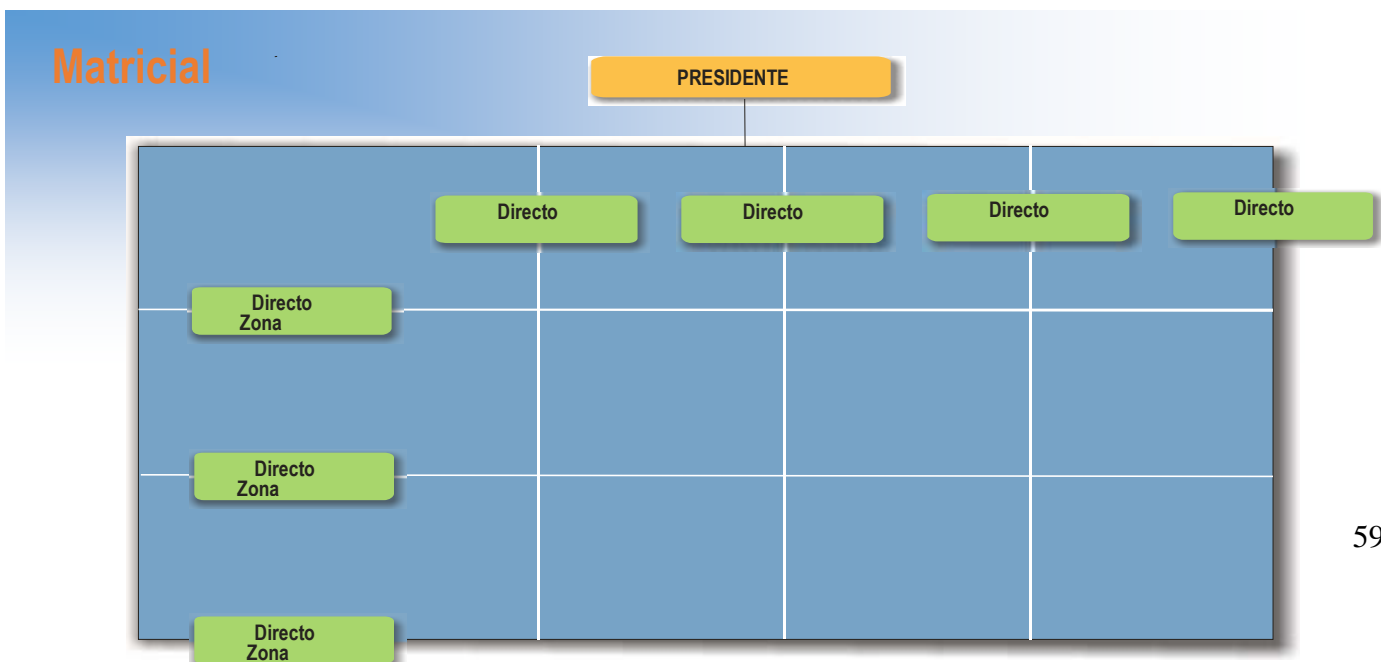 Matricial
PRESIDENTE
Directo
Directo
Directo
Directo
Directo
Zona
Directo
Zona
59
Directo
Zona